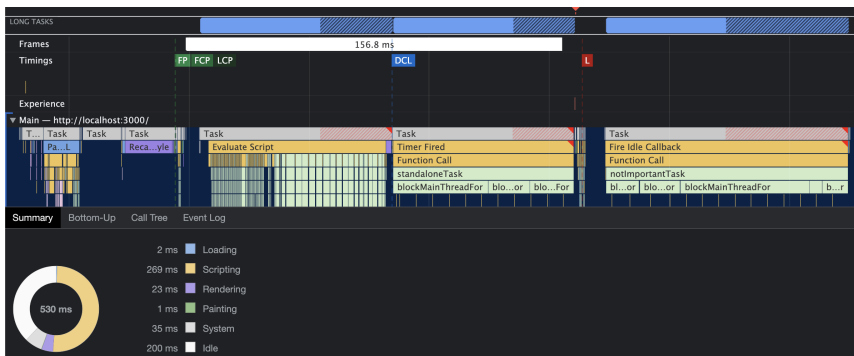 LONG TASKS
Frames
156.8 ms
Timings
FP FCP LCP DCL L
Experience
▼ Main — http://localhost:3000/
T... Task Task Task Task Task Task
Pa...L Reca...yle Evaluate Script Timer Fired Fire Idle Callback
Function Call Function Call
standaloneTask notImportantTask
blockMainThreadFor blo...or blo...For bl...or blo...or blockMainThreadFor b...r
Summary Bottom-Up Call Tree Event Log
2 ms Loading
269 ms Scripting
530 ms
23 ms Rendering
1 ms Painting
35 ms System
200 ms Idle